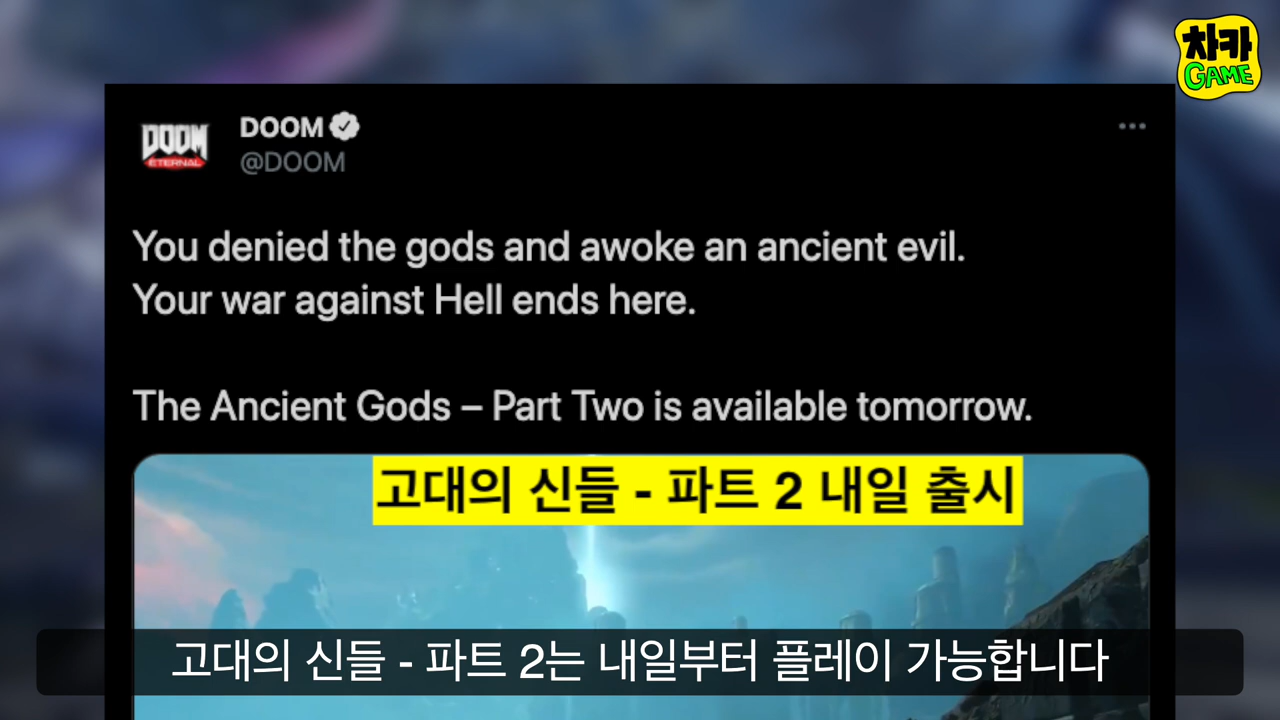 차카
GAME
DOOM
ETERNAL
DOOM
@DOOM
You denied the gods and awoke an ancient evil.
Your war against Hell ends here.
The Ancient Gods – Part Two is available tomorrow.
고대의 신들 - 파트 2 내일 출시
고대의 신들 - 파트 2는 내일부터 플레이 가능합니다